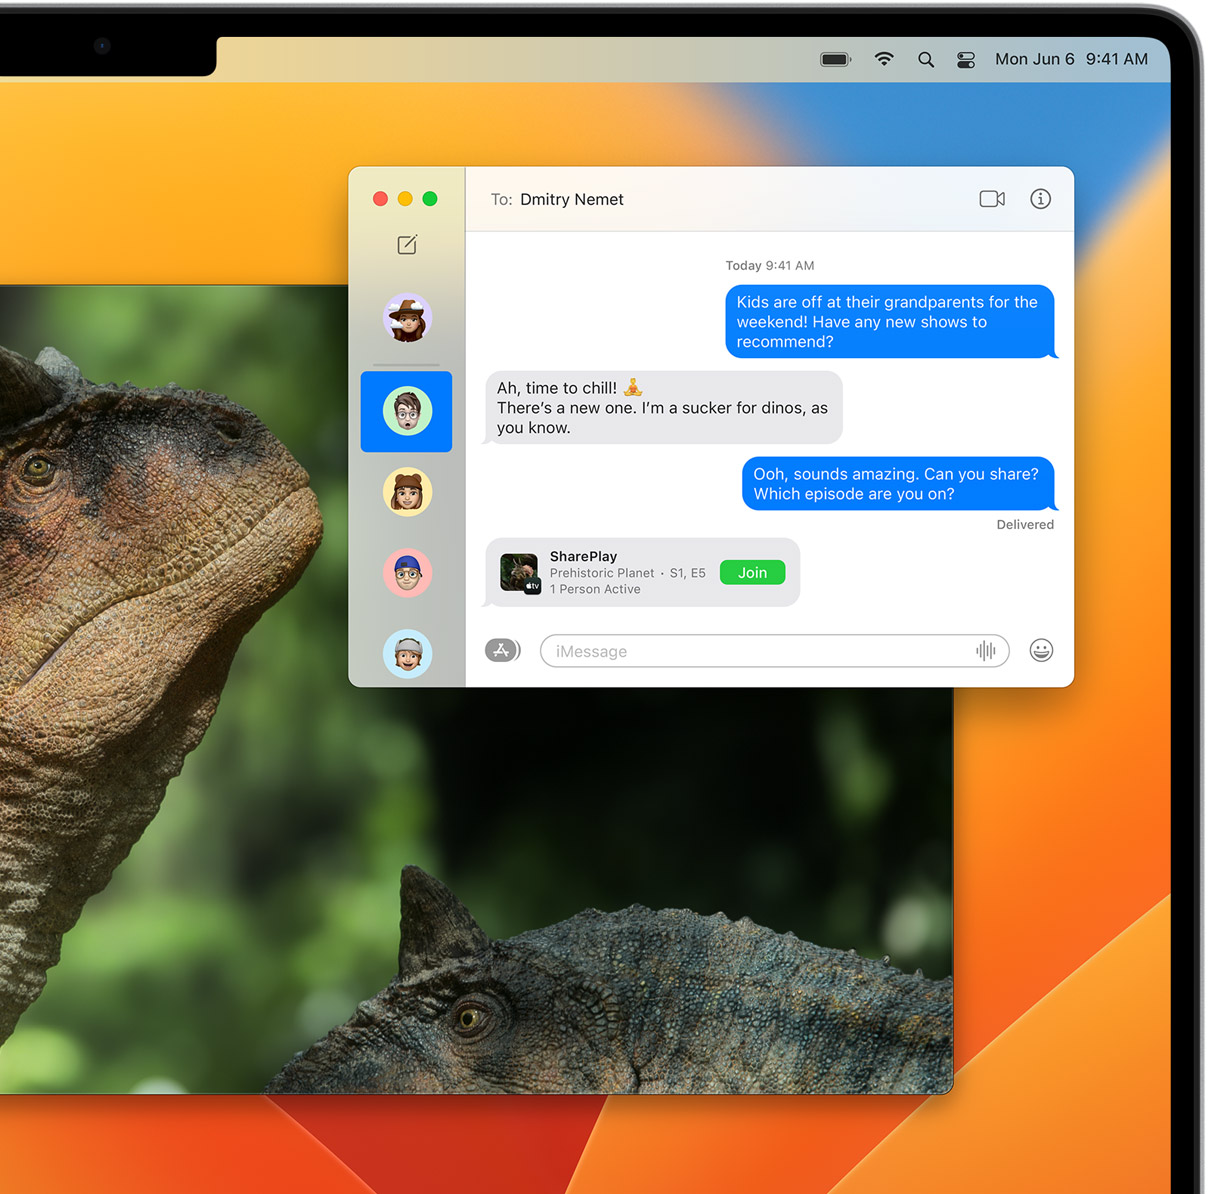 Mon Jun 6 9:41 AM
To: Dmitry Nemet
Today 9:41 AM
Kids are off at their grandparents for the
weekend! Have any new shows to
recommend?
Ah, time to chill! 🧘
There’s a new one. I’m a sucker for dinos, as
you know.
Ooh, sounds amazing. Can you share?
Which episode are you on?
Delivered
SharePlay
Prehistoric Planet • S1, E5
1 Person Active
tv
Join
iMessage